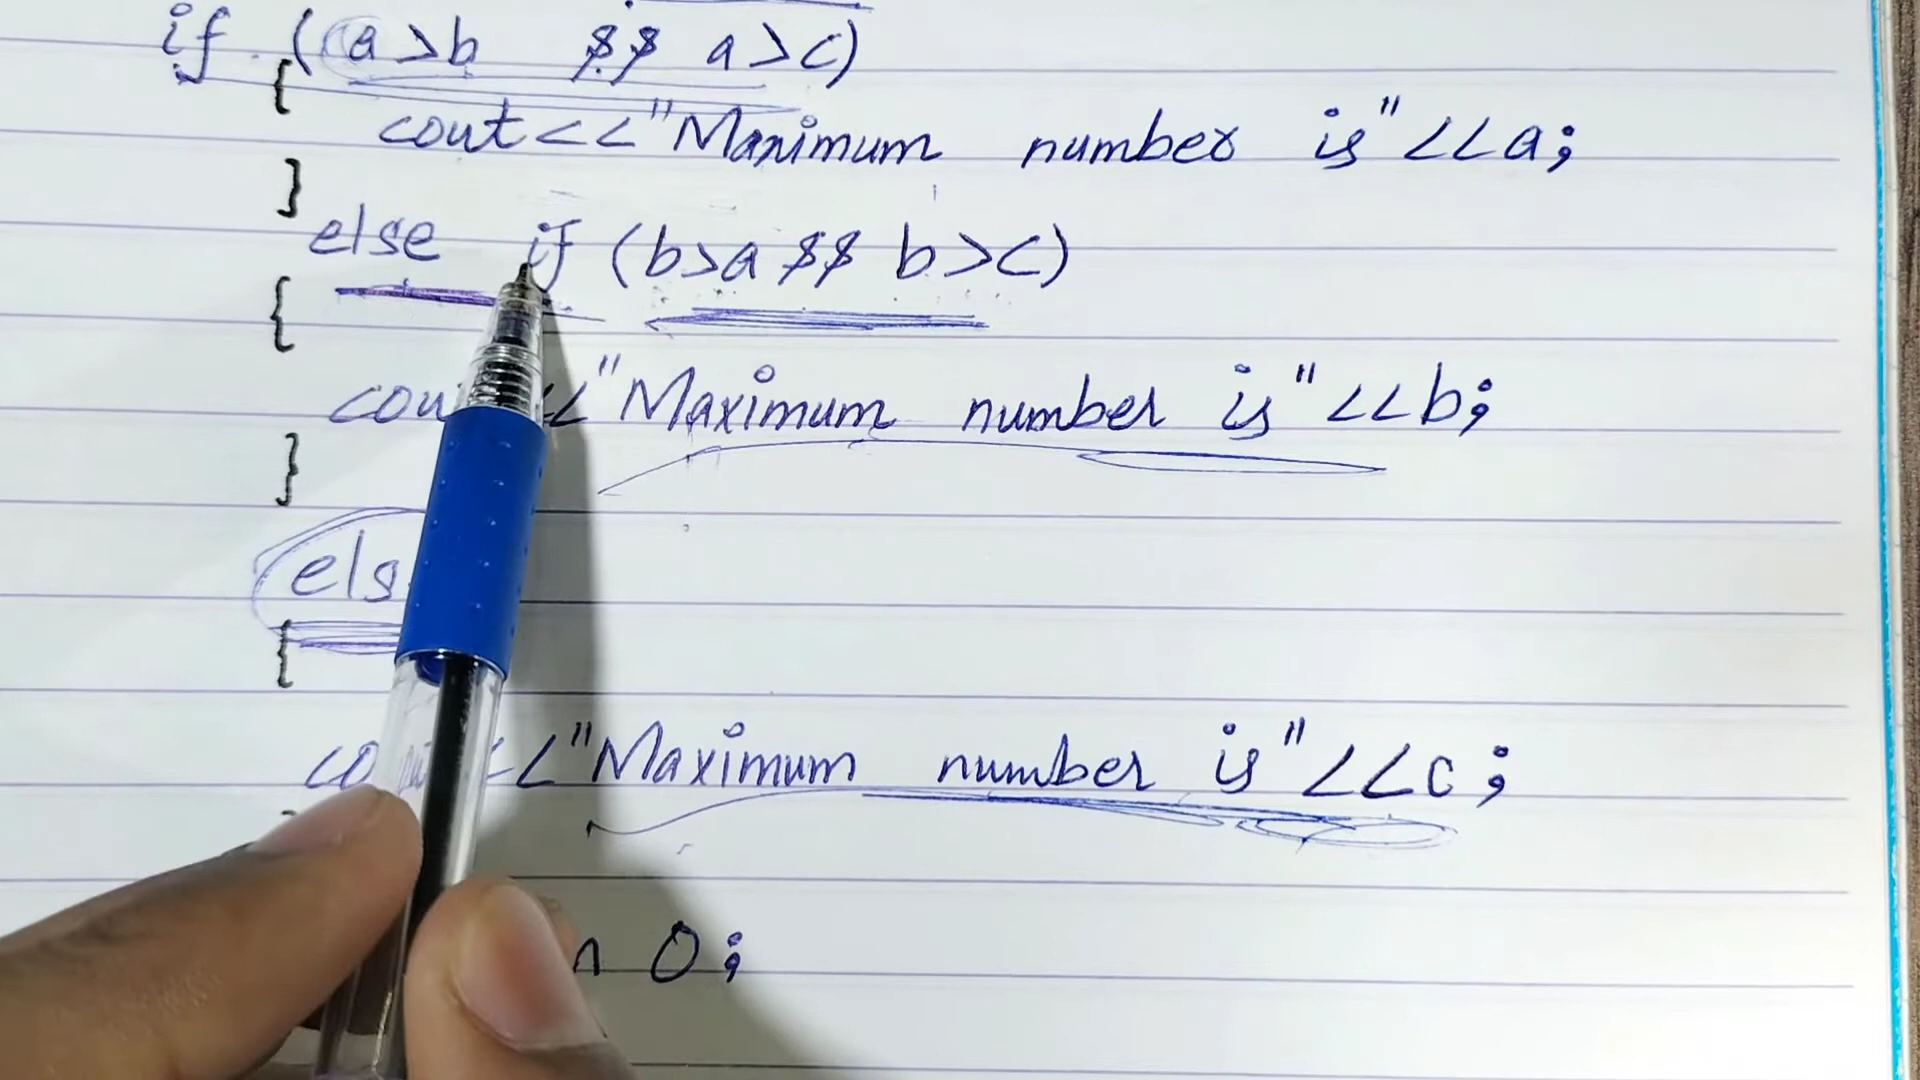 if (a>b $$ a>c)
{
cout<<"Maximum number is"<<a;
}
else if (b>a $$ b>c)
{
<"Maximum number is"<<b;
}
{
<<"Maximum number is"<<c;
0;